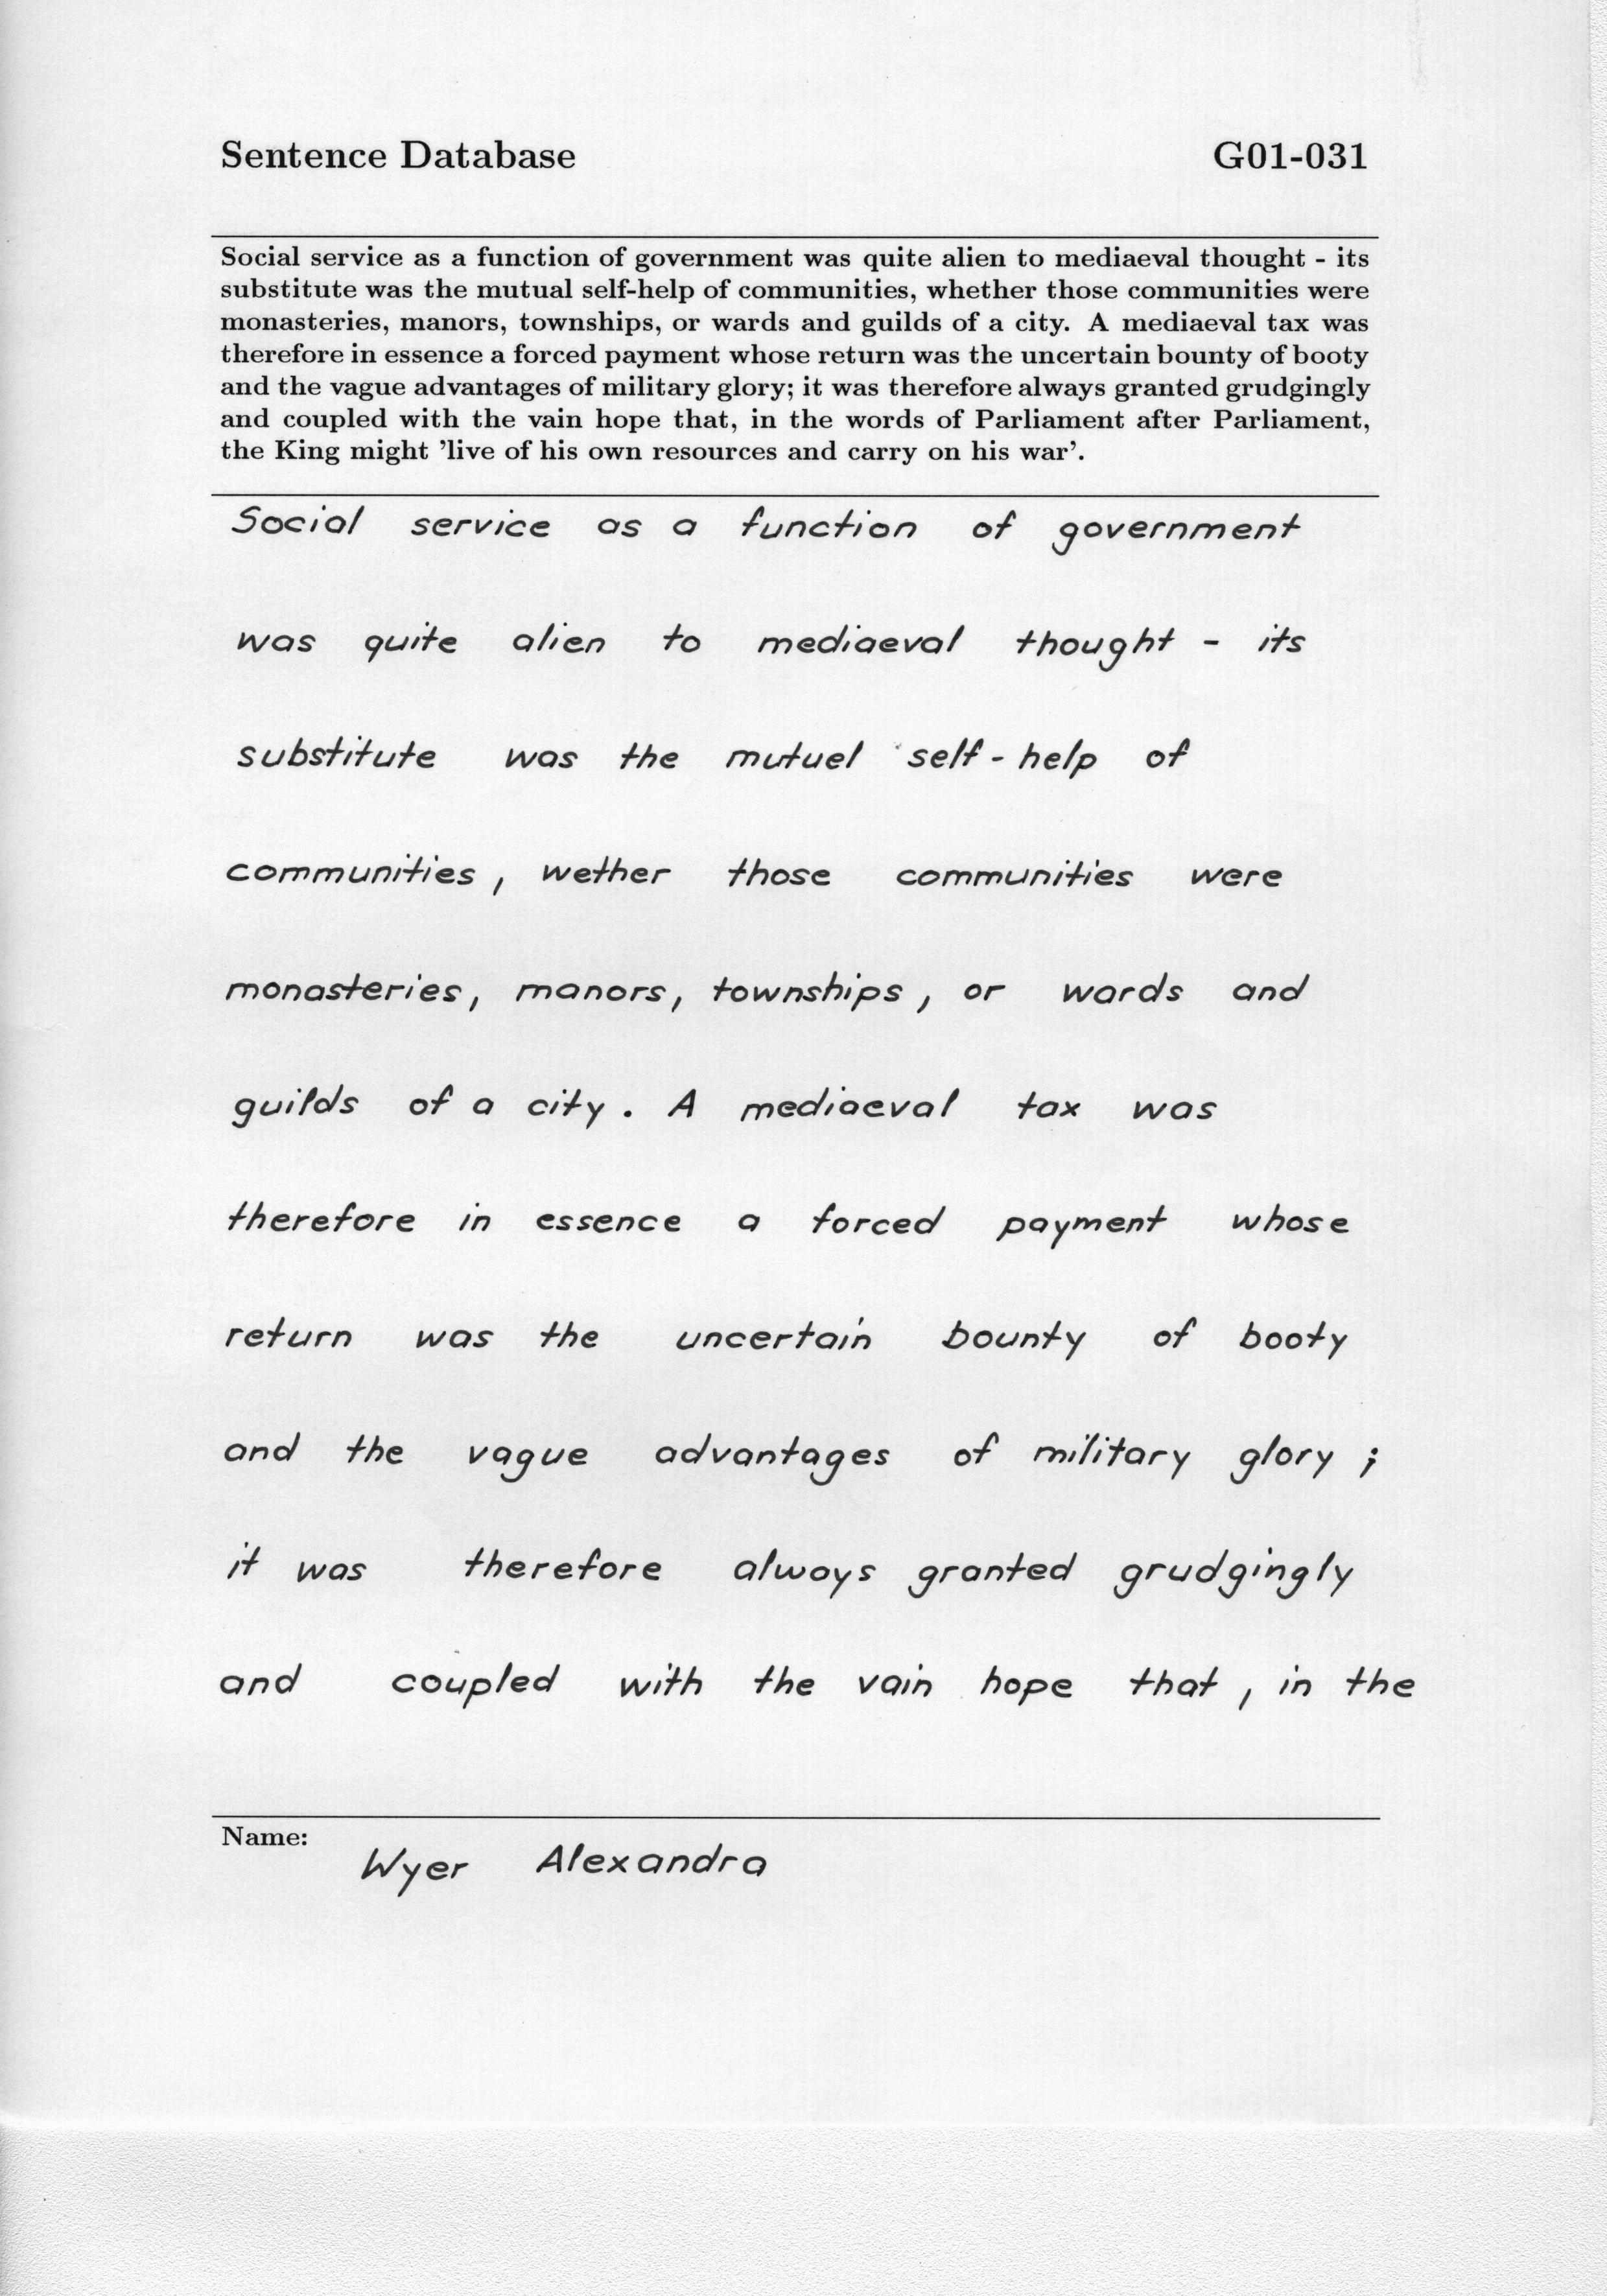 Sentence Database G01-031
Social service as a function of government was quite alien to mediaeval thought - its
substitute was the mutual self-help of communities, whether those communities were
monasteries, manors, townships, or wards and guilds of a city. A mediaeval tax was
therefore in essence a forced payment whose return was the uncertain bounty of booty
and the vague advantages of military glory; it was therefore always granted grudgingly
and coupled with the vain hope that, in the words of Parliament after Parliament,
the King might 'live of his own resources and carry on his war'.
Social service as a function of government
was quite alien to mediaeval thought - its
substitute was the mutuel self-help of
communities, wether those communities were
monasteries, manors, townships, or wards and
guilds of a city. A mediaeval tax was
therefore in essence a forced payment whose
return was the uncertain bounty of booty
and the vague advantages of military glory;
it was therefore always granted grudgingly
and coupled with the vain hope that, in the
Name:
Wyer Alexandra